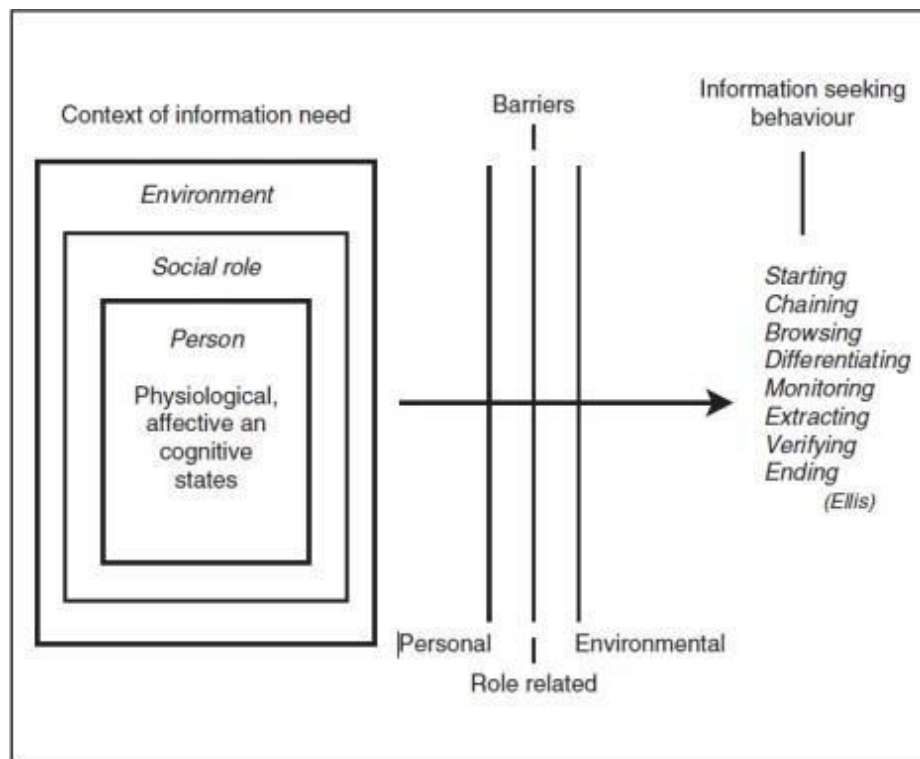 Context of information need
Environment
Social role
Person
Physiological,
affective an
cognitive
states
Barriers
Personal
Role related
Environmental
Information seeking
behaviour
Starting
Chaining
Browsing
Differentiating
Monitoring
Extracting
Verifying
Ending
(Ellis)